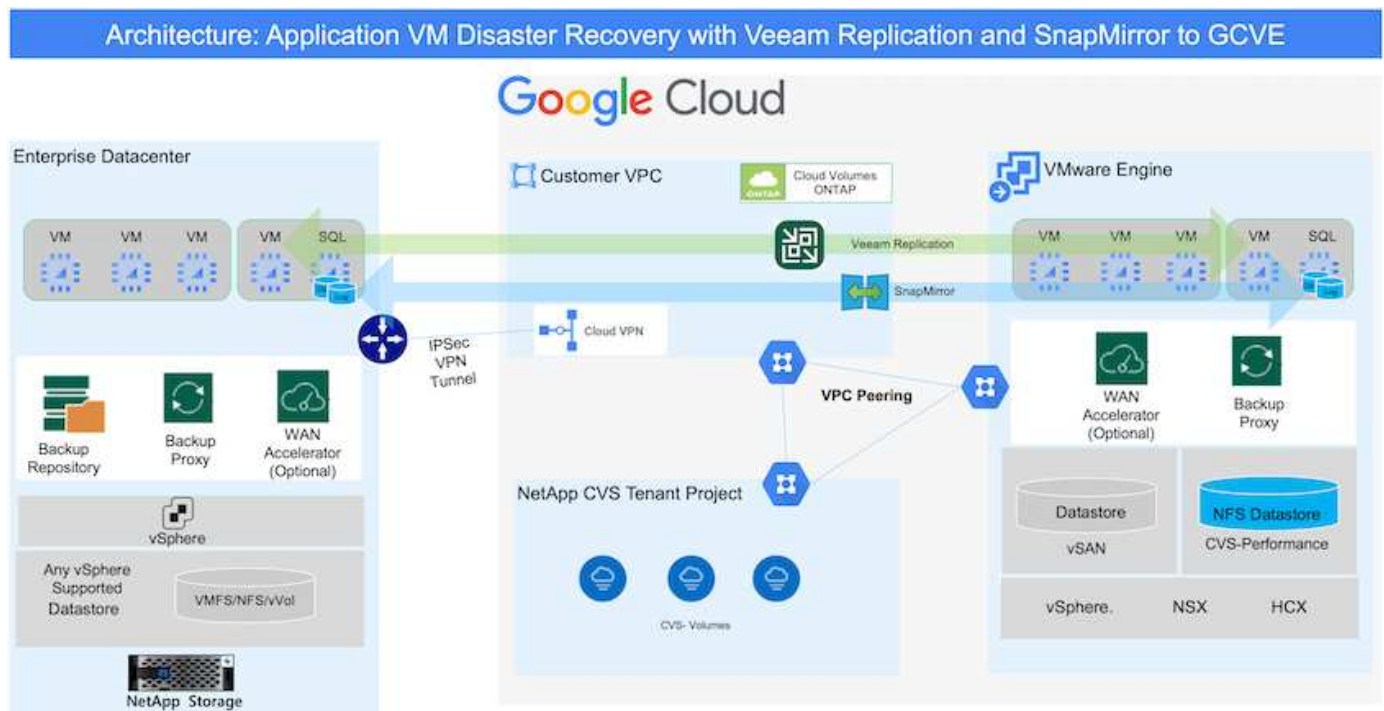 Architecture: Application VM Disaster Recovery with Veeam Replication and SnapMirror to GCVE
Google Cloud
Enterprise Datacenter
VM
VM
VM
VM
SQL
Customer VPC
ONTAP
Cloud Volumes
ONTAP
Veeam Replication
SnapMirror
VMware Engine
VM
VM
VM
VM
SQL
IPSec
VPN
Tunnel
Cloud VPN
VPC Peering
Backup
Repository
Backup
Proxy
WAN
Accelerator
(Optional)
vSphere
Any vSphere
Supported
Datastore
VMFS/NFS/vVol
NetApp Storage
NetApp CVS Tenant Project
CVS- Volumes
WAN
Accelerator
(Optional)
Backup
Proxy
Datastore
vSAN
NFS Datastore
CVS-Performance
vSphere.
NSX
HCX